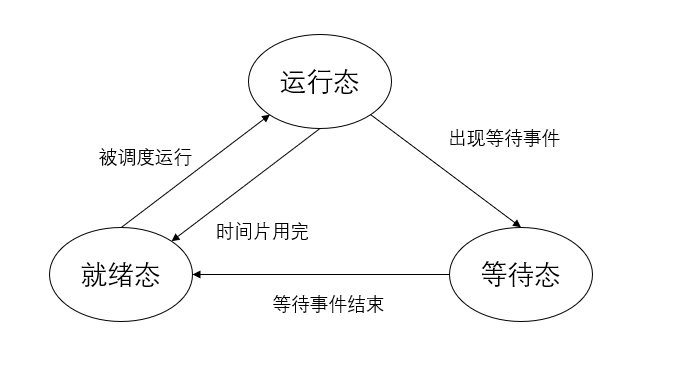 运行态
出现等待事件
被调度运行
时间片用完
就绪态
等待态
等待事件结束